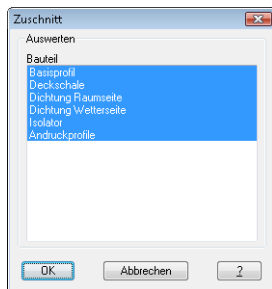 Zuschnitt
Auswerten
Bauteil
Basisprofil
Deckschale
Dichtung Raumseite
Dichtung Wetterseite
Isolator
Andruckprofile
OK Abbrechen ?